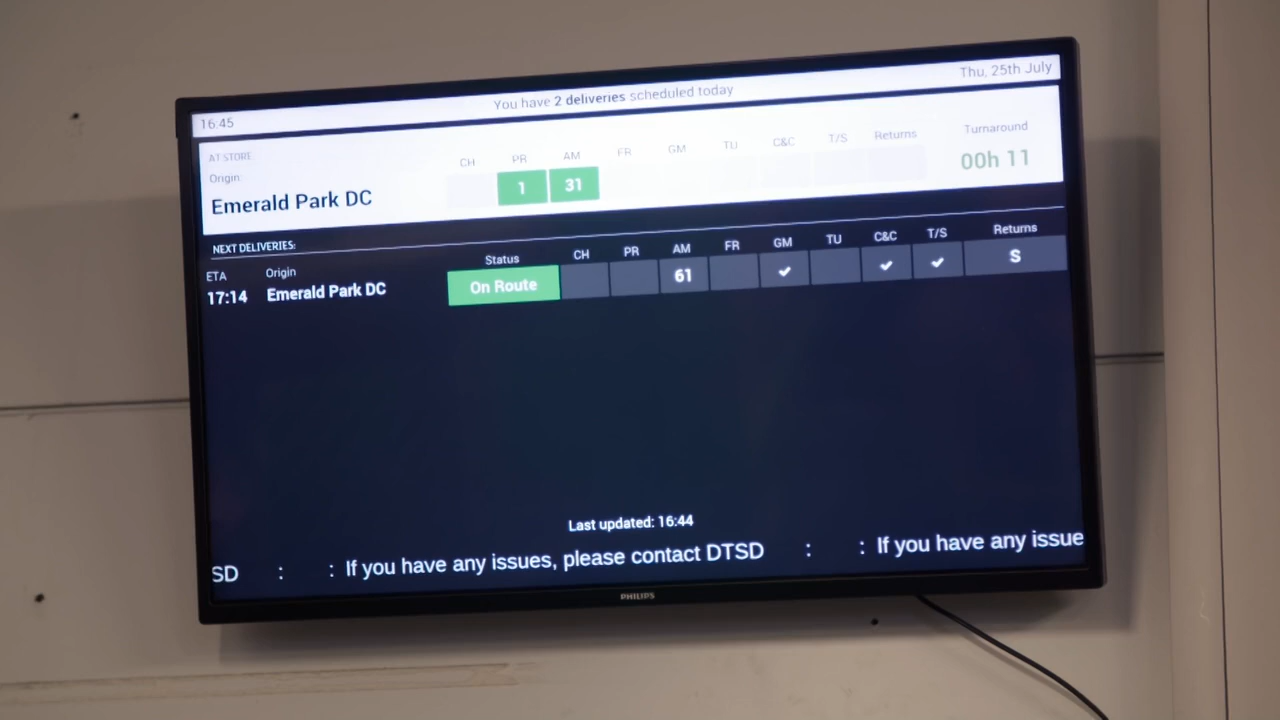 You have 2 deliveries scheduled today
Thu, 25th July
16:45
AT STORE
Origin:
Emerald Park DC
CH PR AM FR GM TU C&C T/S Returns Turnaround
1 31 00h 11
NEXT DELIVERIES:
ETA Origin Status CH PR AM FR GM TU C&C T/S Returns
17:14 Emerald Park DC On Route 61 ✓ ✓ ✓ S
Last updated: 16:44
SD : : If you have any issues, please contact DTSD : : If you have any issue
PHILIPS